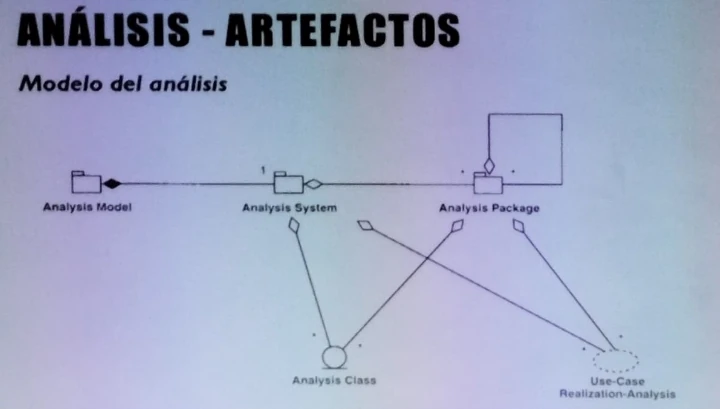 ANÁLISIS - ARTEFACTOS
Modelo del análisis
1
* *
Analysis Model
Analysis System
Analysis Package
* *
* *
Analysis Class
Use-Case
Realization-Analysis